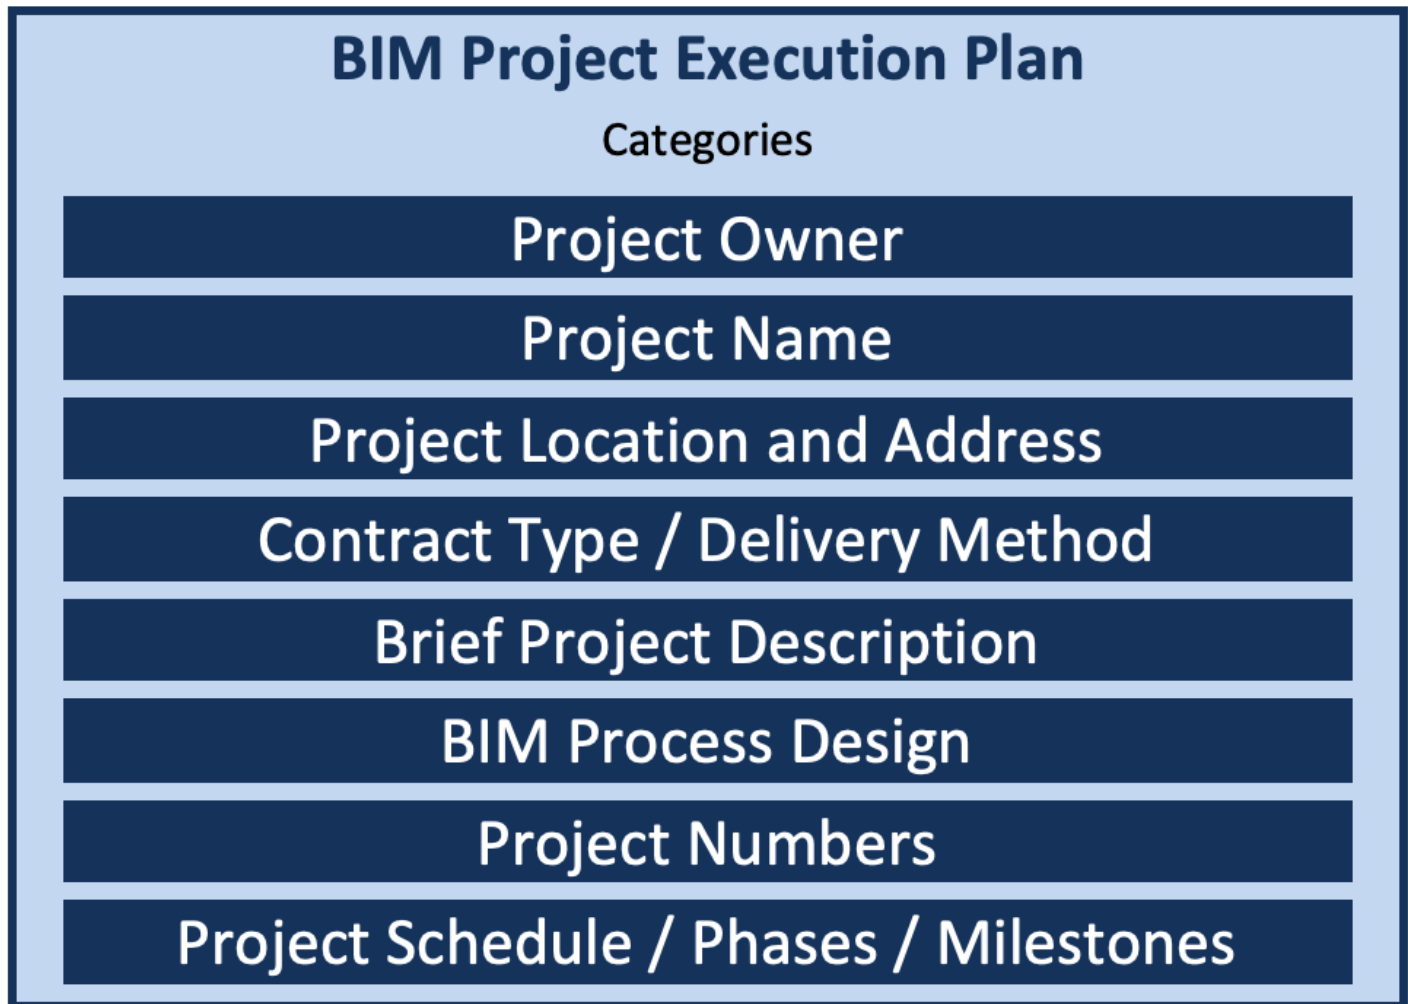 BIM Project Execution Plan
Categories
Project Owner
Project Name
Project Location and Address
Contract Type / Delivery Method
Brief Project Description
BIM Process Design
Project Numbers
Project Schedule / Phases / Milestones